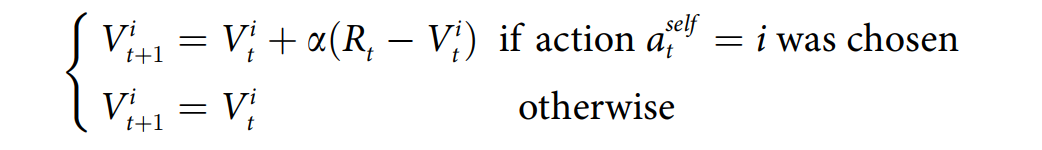 V^i_{t+1} = V^i_t + α(R_t − V^i_t) if action a^{self}_t = i was chosen
V^i_{t+1} = V^i_t otherwise